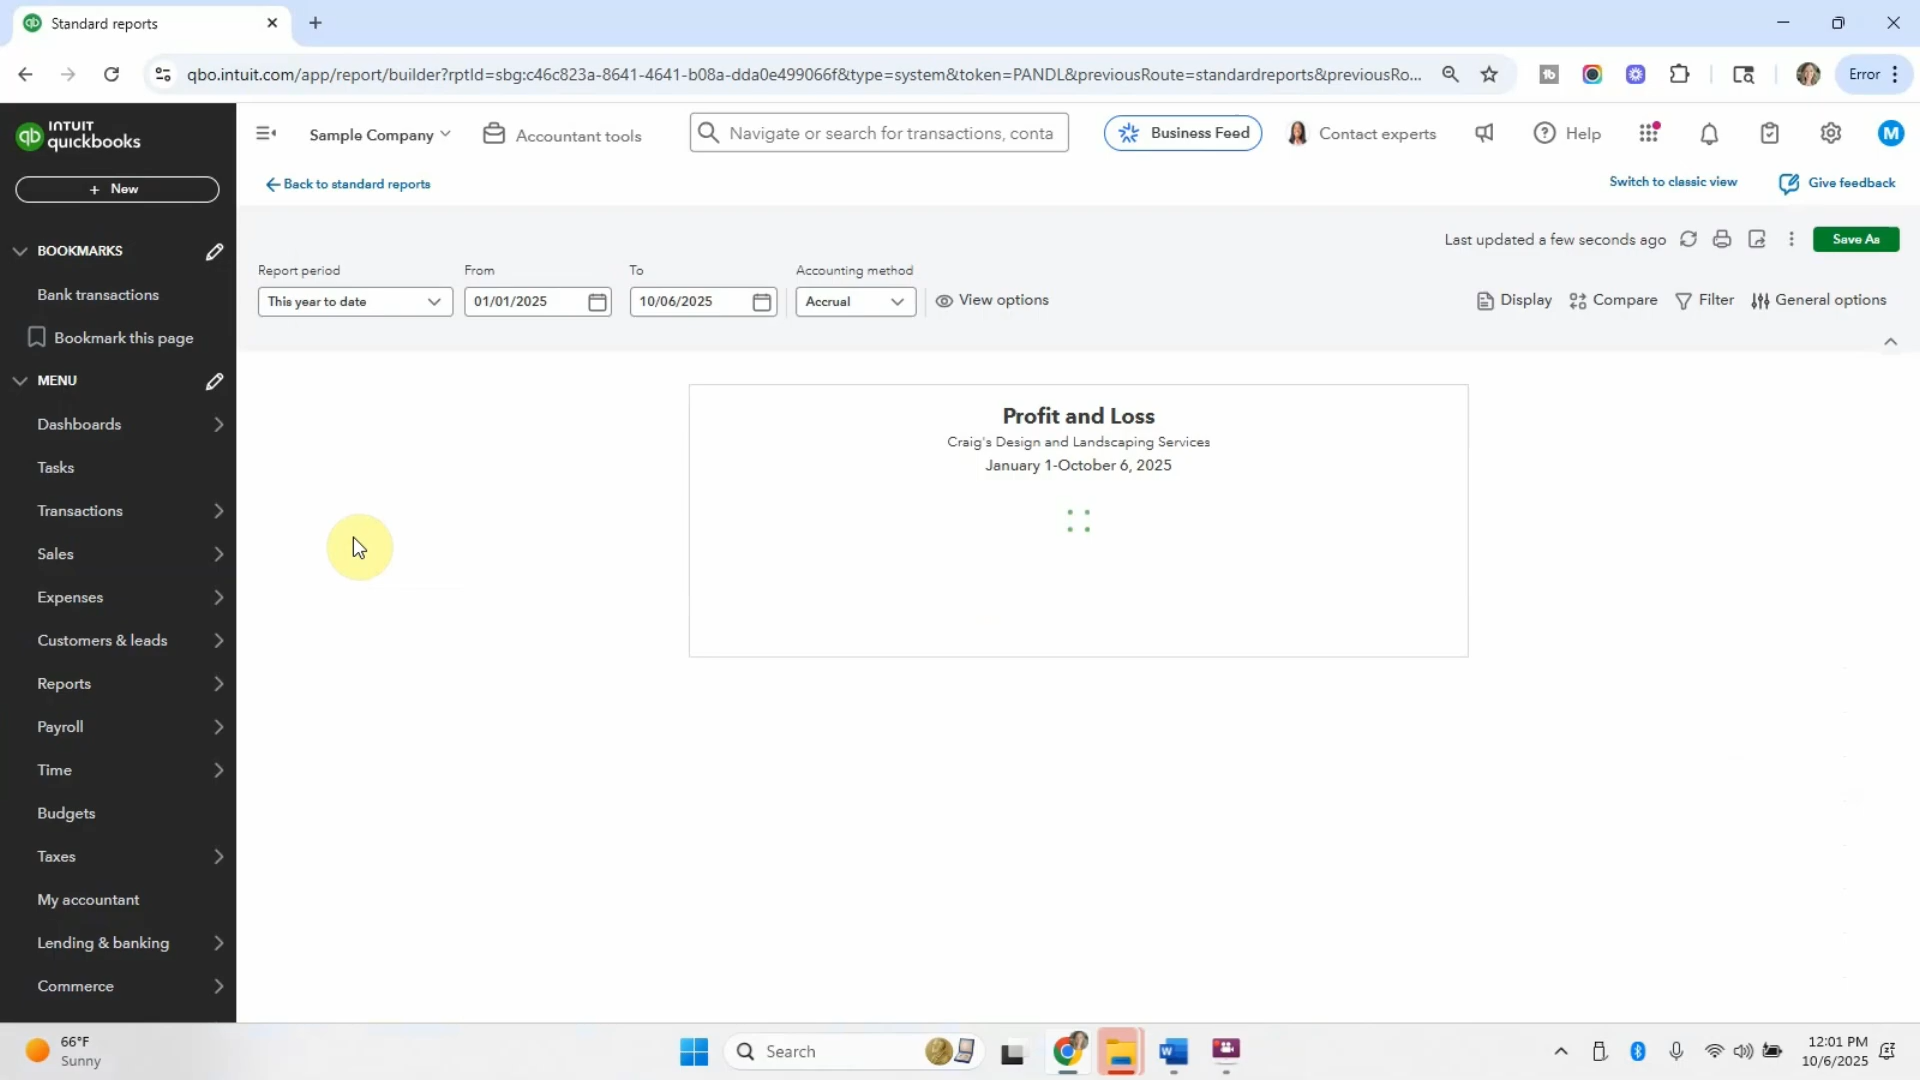 Standard reports
qbo.intuit.com/app/report/builder?rptId=sbg:c46c823a-8641-4641-b08a-dda0e499066f&type=system&token=PANDL&previousRoute=standardreports&previousRo...
Error
INTUIT
quickbooks
qb
Sample Company
Accountant tools
Navigate or search for transactions, conta
Business Feed
Contact experts
Help
M
+ New
Back to standard reports
Switch to classic view
Give feedback
BOOKMARKS
Bank transactions
Bookmark this page
MENU
Dashboards
Tasks
Transactions
Sales
Expenses
Customers & leads
Reports
Payroll
Time
Budgets
Taxes
My accountant
Lending & banking
Commerce
Last updated a few seconds ago
Save As
Report period
From
To
Accounting method
This year to date
01/01/2025
10/06/2025
Accrual
View options
Display
Compare
Filter
General options
Profit and Loss
Craig's Design and Landscaping Services
January 1-October 6, 2025
66°F
Sunny
Search
12:01 PM
10/6/2025